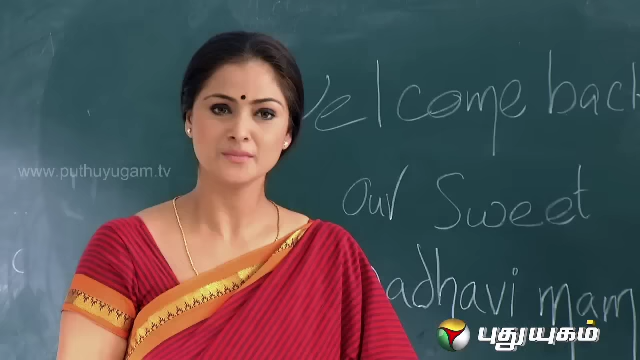 elcome back
www.puthuyugam.tv
our Sweet
adhavi mam
புதுயுகம்